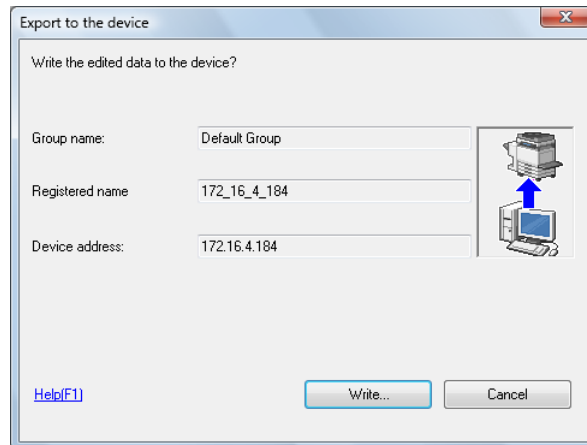 Export to the device
Write the edited data to the device?
Group name: Default Group
Registered name 172_16_4_184
Device address: 172.16.4.184
Help(F1) Write... Cancel